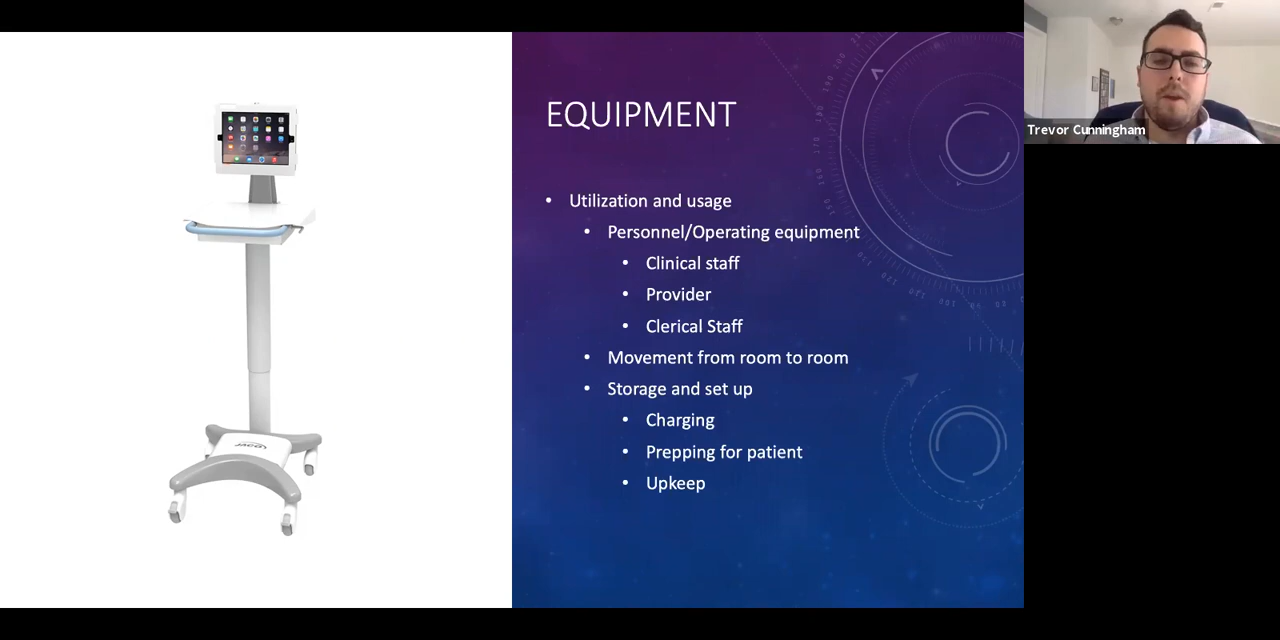 EQUIPMENT
• Utilization and usage
• Personnel/Operating equipment
• Clinical staff
• Provider
• Clerical Staff
• Movement from room to room
• Storage and set up
• Charging
• Prepping for patient
• Upkeep
JACO
Trevor Cunningham